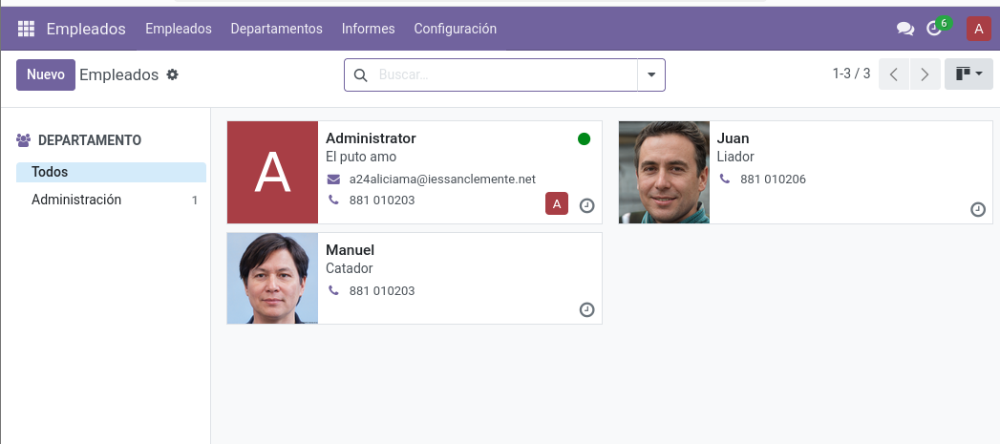 Empleados Empleados Departamentos Informes Configuración 6 A
Nuevo Empleados Buscar... 1-3 / 3
DEPARTAMENTO
Todos
Administración 1
A
Administrator
El puto amo
a24aliciama@iessanclemente.net
881 010203
A
Juan
Liador
881 010206
Manuel
Catador
881 010203